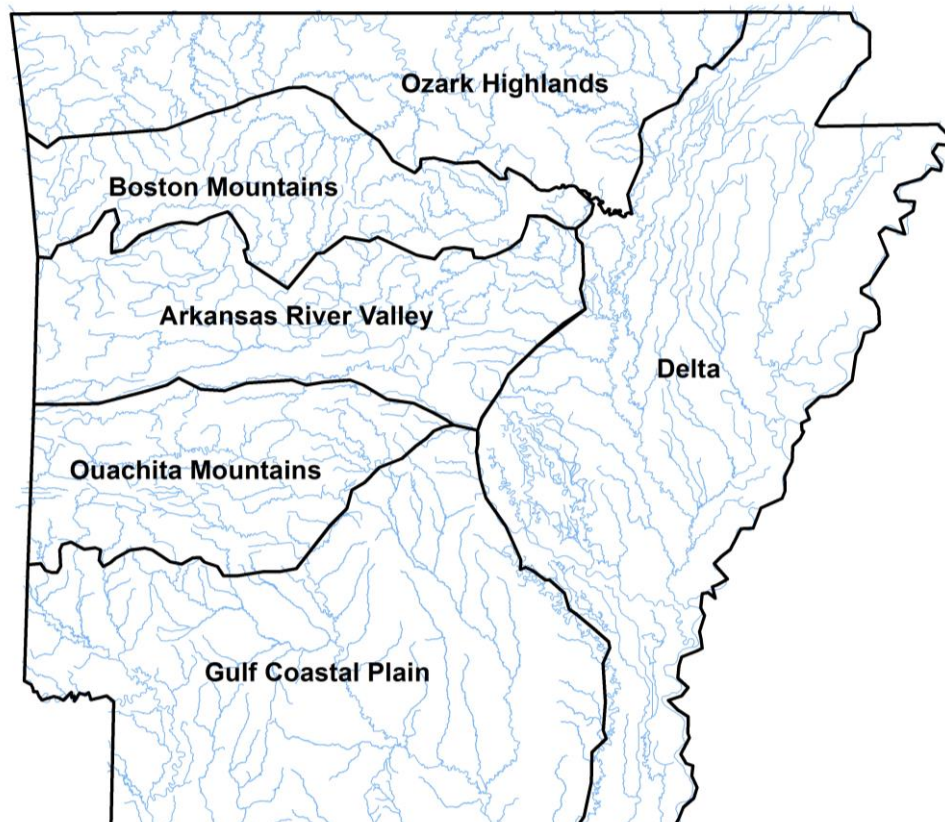 Ozark Highlands
Boston Mountains
Arkansas River Valley
Delta
Ouachita Mountains
Gulf Coastal Plain